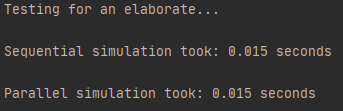 Testing for an elaborate...
Sequential simulation took: 0.015 seconds
Parallel simulation took: 0.015 seconds